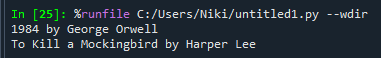 In [25]: %runfile C:/Users/Niki/untitled1.py --wdir
1984 by George Orwell
To Kill a Mockingbird by Harper Lee